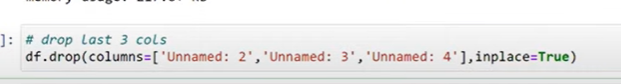 ]: # drop last 3 cols
df.drop(columns=['Unnamed: 2','Unnamed: 3','Unnamed: 4'],inplace=True)